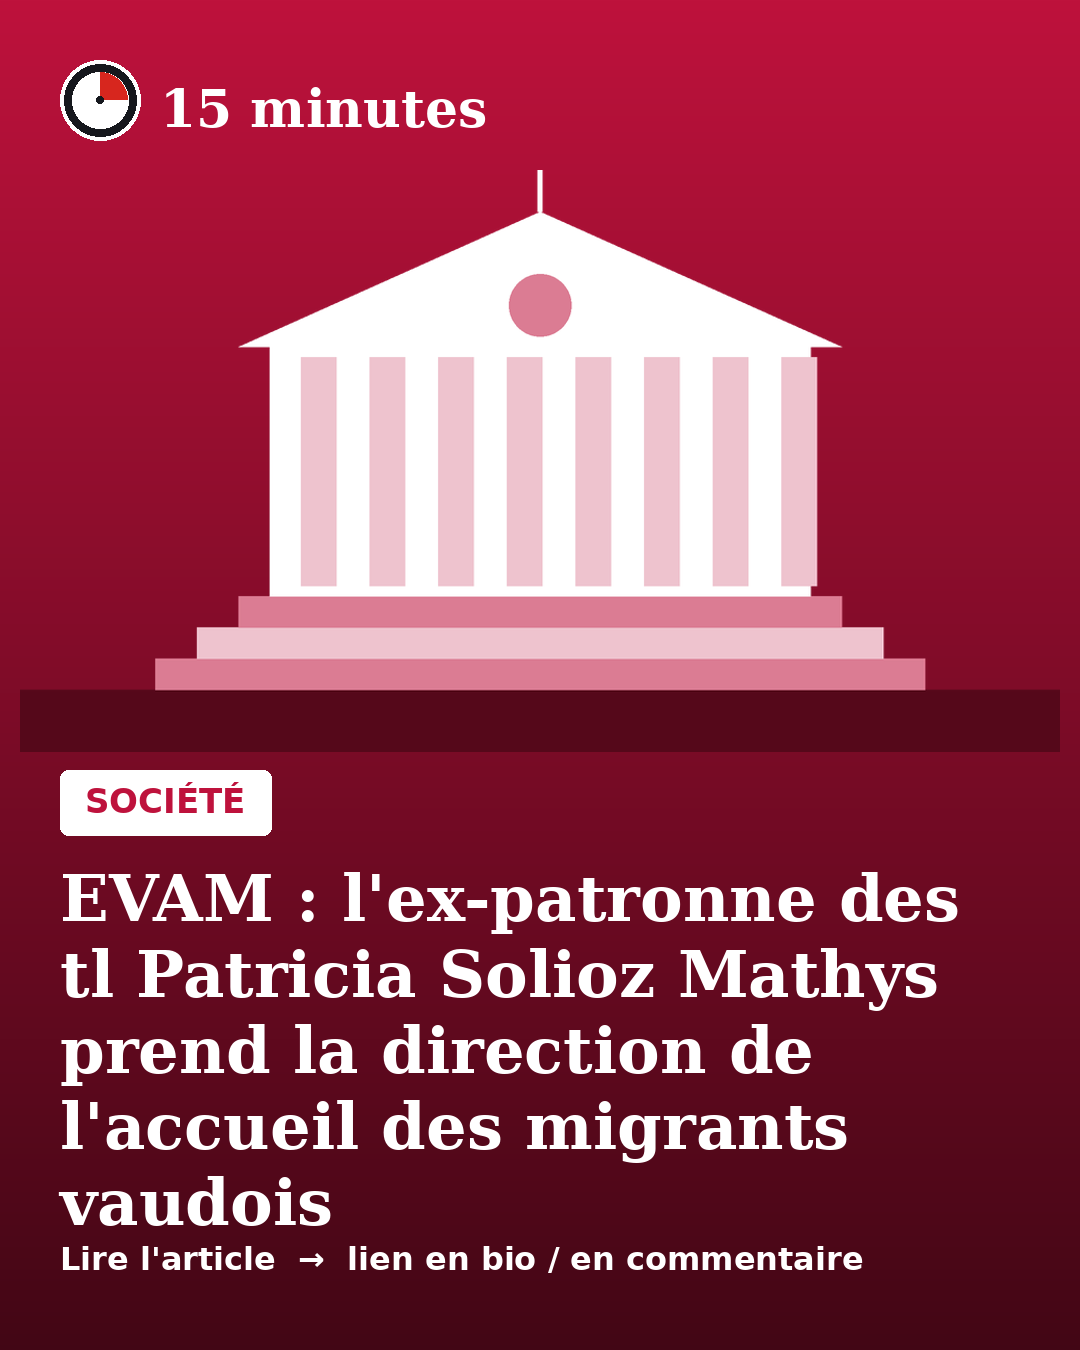 15 minutes
SOCIÉTÉ
EVAM : l'ex-patronne des
tl Patricia Solioz Mathys
prend la direction de
l'accueil des migrants
vaudois
Lire l'article → lien en bio / en commentaire